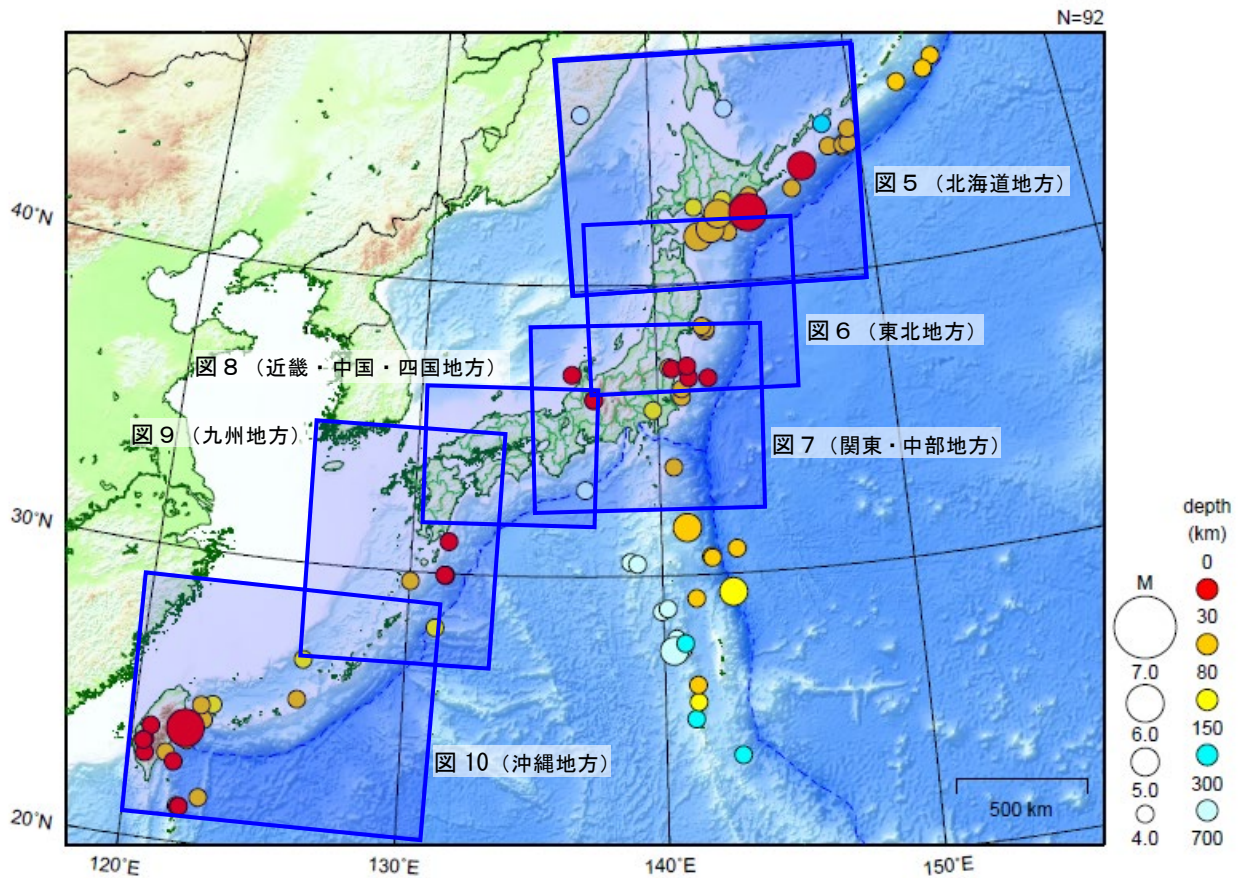 N=92
40˚N
30˚N
20˚N
120˚E
130˚E
140˚E
150˚E
図５（北海道地方）
図６（東北地方）
図８（近畿・中国・四国地方）
図９（九州地方）
図７（関東・中部地方）
図 10（沖縄地方）
500 km
M
7.0
6.0
5.0
4.0
depth
(km)
0
30
80
150
300
700